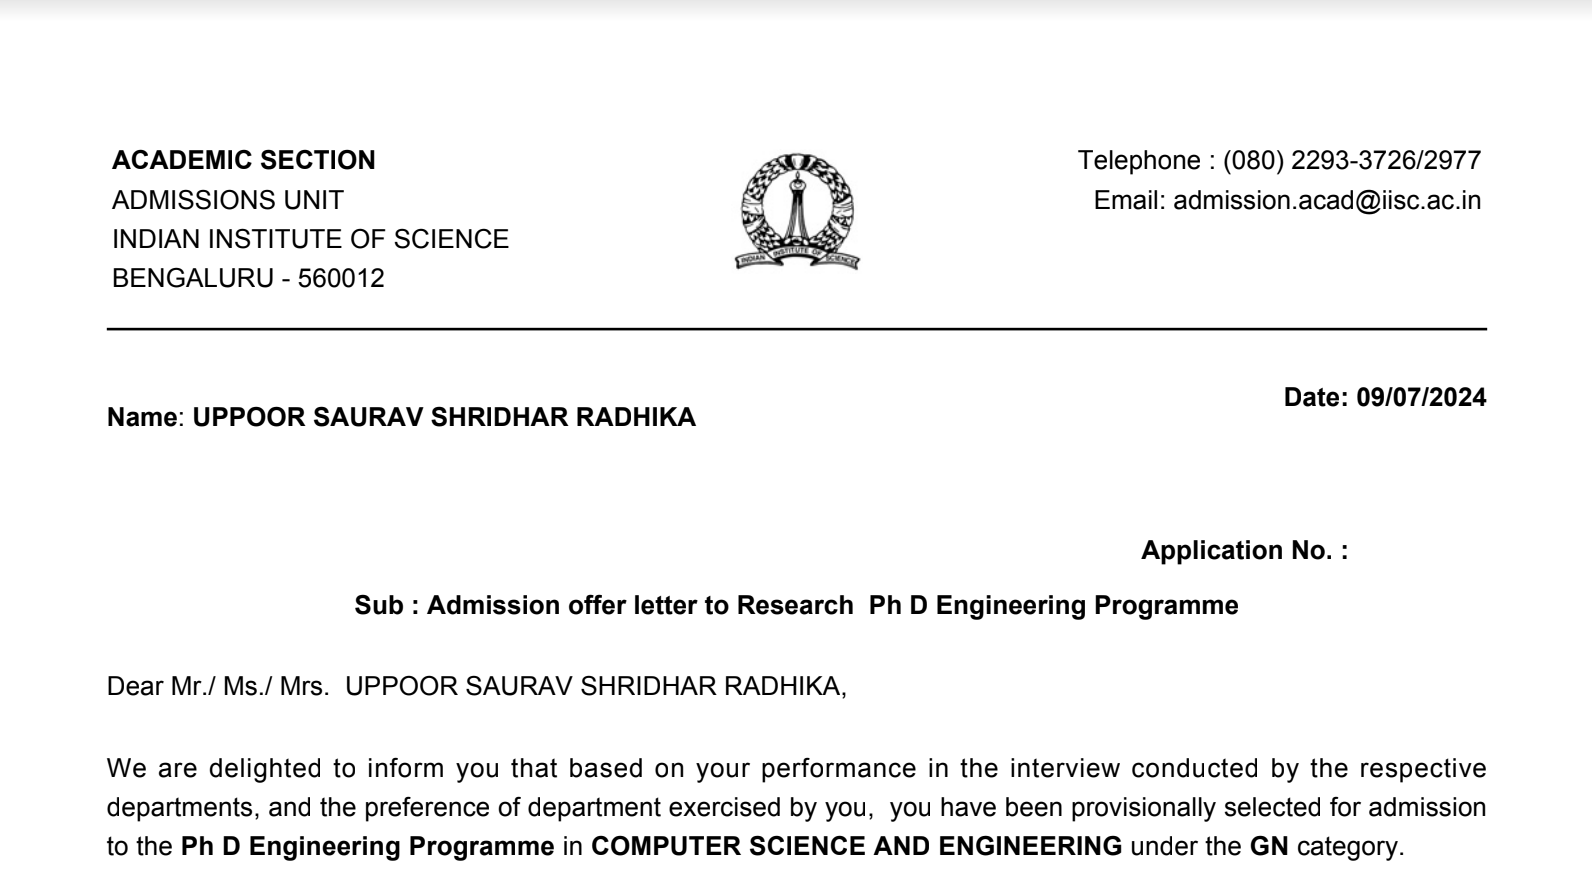 ACADEMIC SECTION
ADMISSIONS UNIT
INDIAN INSTITUTE OF SCIENCE
BENGALURU - 560012
INDIAN INSTITUTE OF SCIENCE
Telephone : (080) 2293-3726/2977
Email: admission.acad@iisc.ac.in
Date: 09/07/2024
Name: UPPOOR SAURAV SHRIDHAR RADHIKA
Application No. :
Sub : Admission offer letter to Research  Ph D Engineering Programme
Dear Mr./ Ms./ Mrs.  UPPOOR SAURAV SHRIDHAR RADHIKA,
We are delighted to inform you that based on your performance in the interview conducted by the respective
departments, and the preference of department exercised by you,  you have been provisionally selected for admission
to the Ph D Engineering Programme in COMPUTER SCIENCE AND ENGINEERING under the GN category.